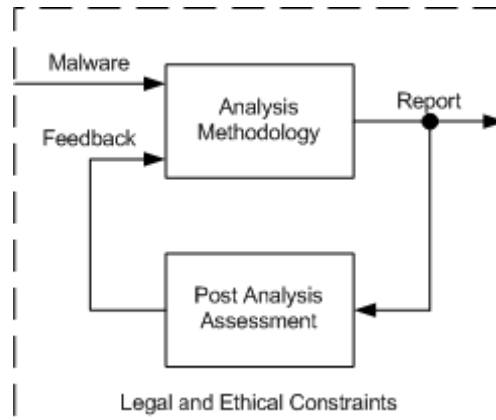 Malware
Analysis
Methodology
Report
Feedback
Post Analysis
Assessment
Legal and Ethical Constraints